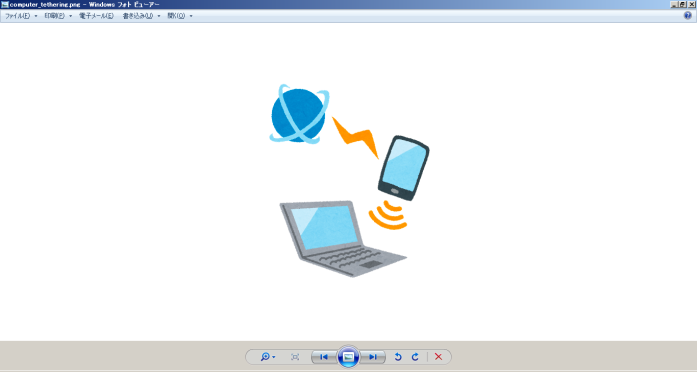 computer_tethering.png - Windows フォト ビューアー
ファイル(F) 印刷(P) 電子メール(E) 書き込み(U) 開く(O)